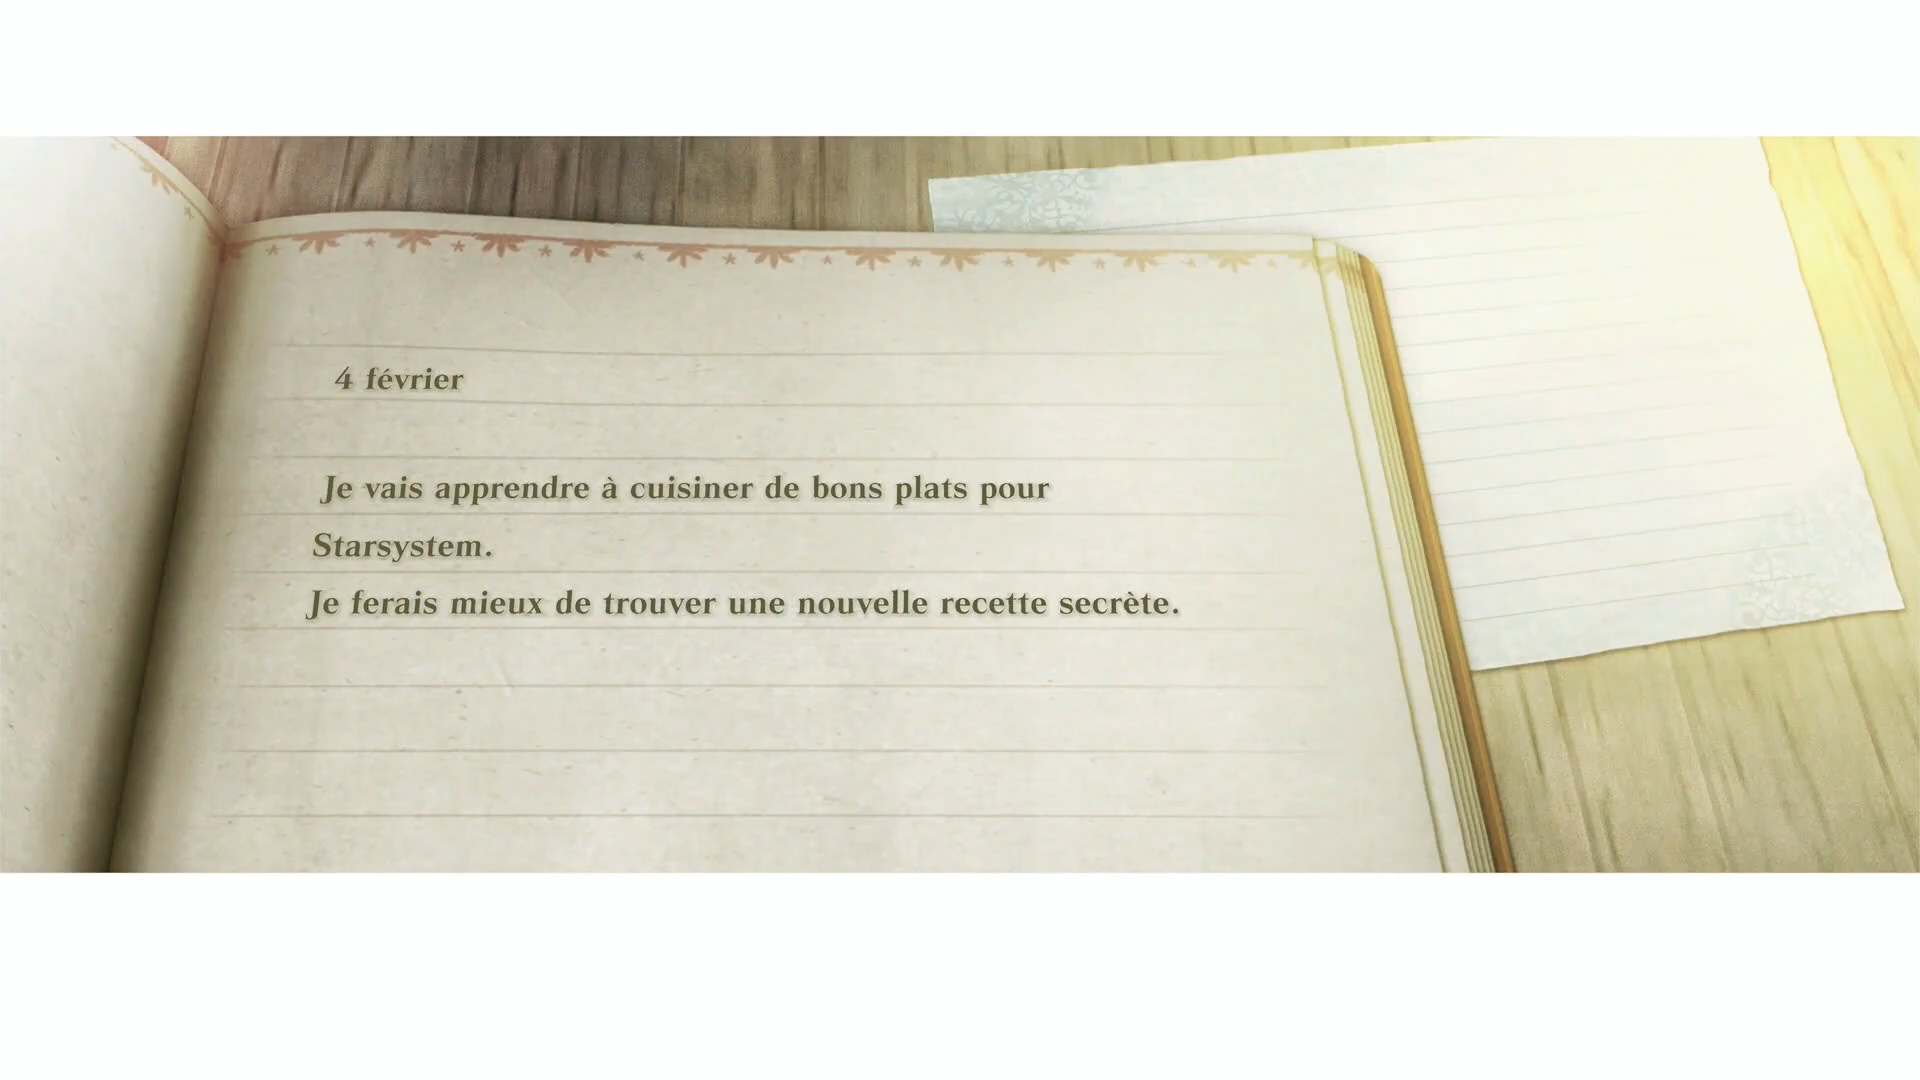 4 février
Je vais apprendre à cuisiner de bons plats pour
Starsystem.
Je ferais mieux de trouver une nouvelle recette secrète.